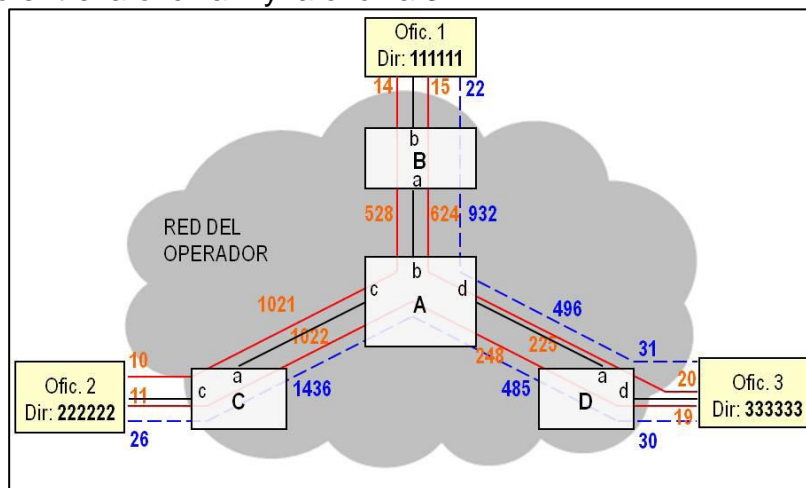 Ofic. 1
Dir: 111111
14
15
22
b
B
a
528
624
932
RED DEL
OPERADOR
b
c
d
A
1021
496
1022
248
225
31
10
a
a
20
Ofic. 2
Dir: 222222
11
c
C
1436
485
D
d
19
Ofic. 3
Dir: 333333
26
30